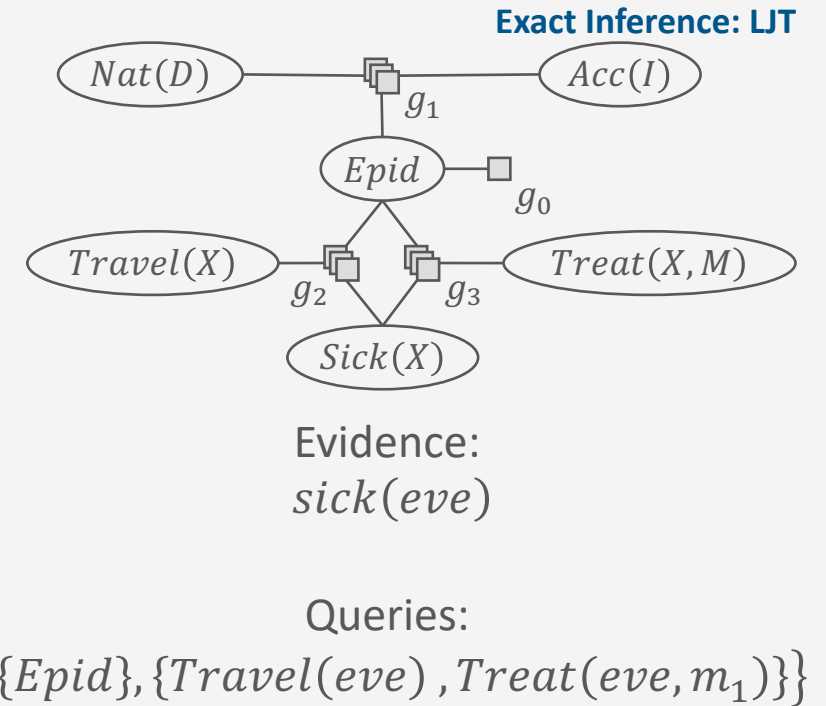 Exact Inference: LJT
Nat(D)
Acc(I)
g₁
Epid
g₀
Travel(X)
Treat(X, M)
g₂
g₃
Sick(X)
Evidence:
sick(eve)
Queries:
{Epid}, {Travel(eve) , Treat(eve, m₁)}}